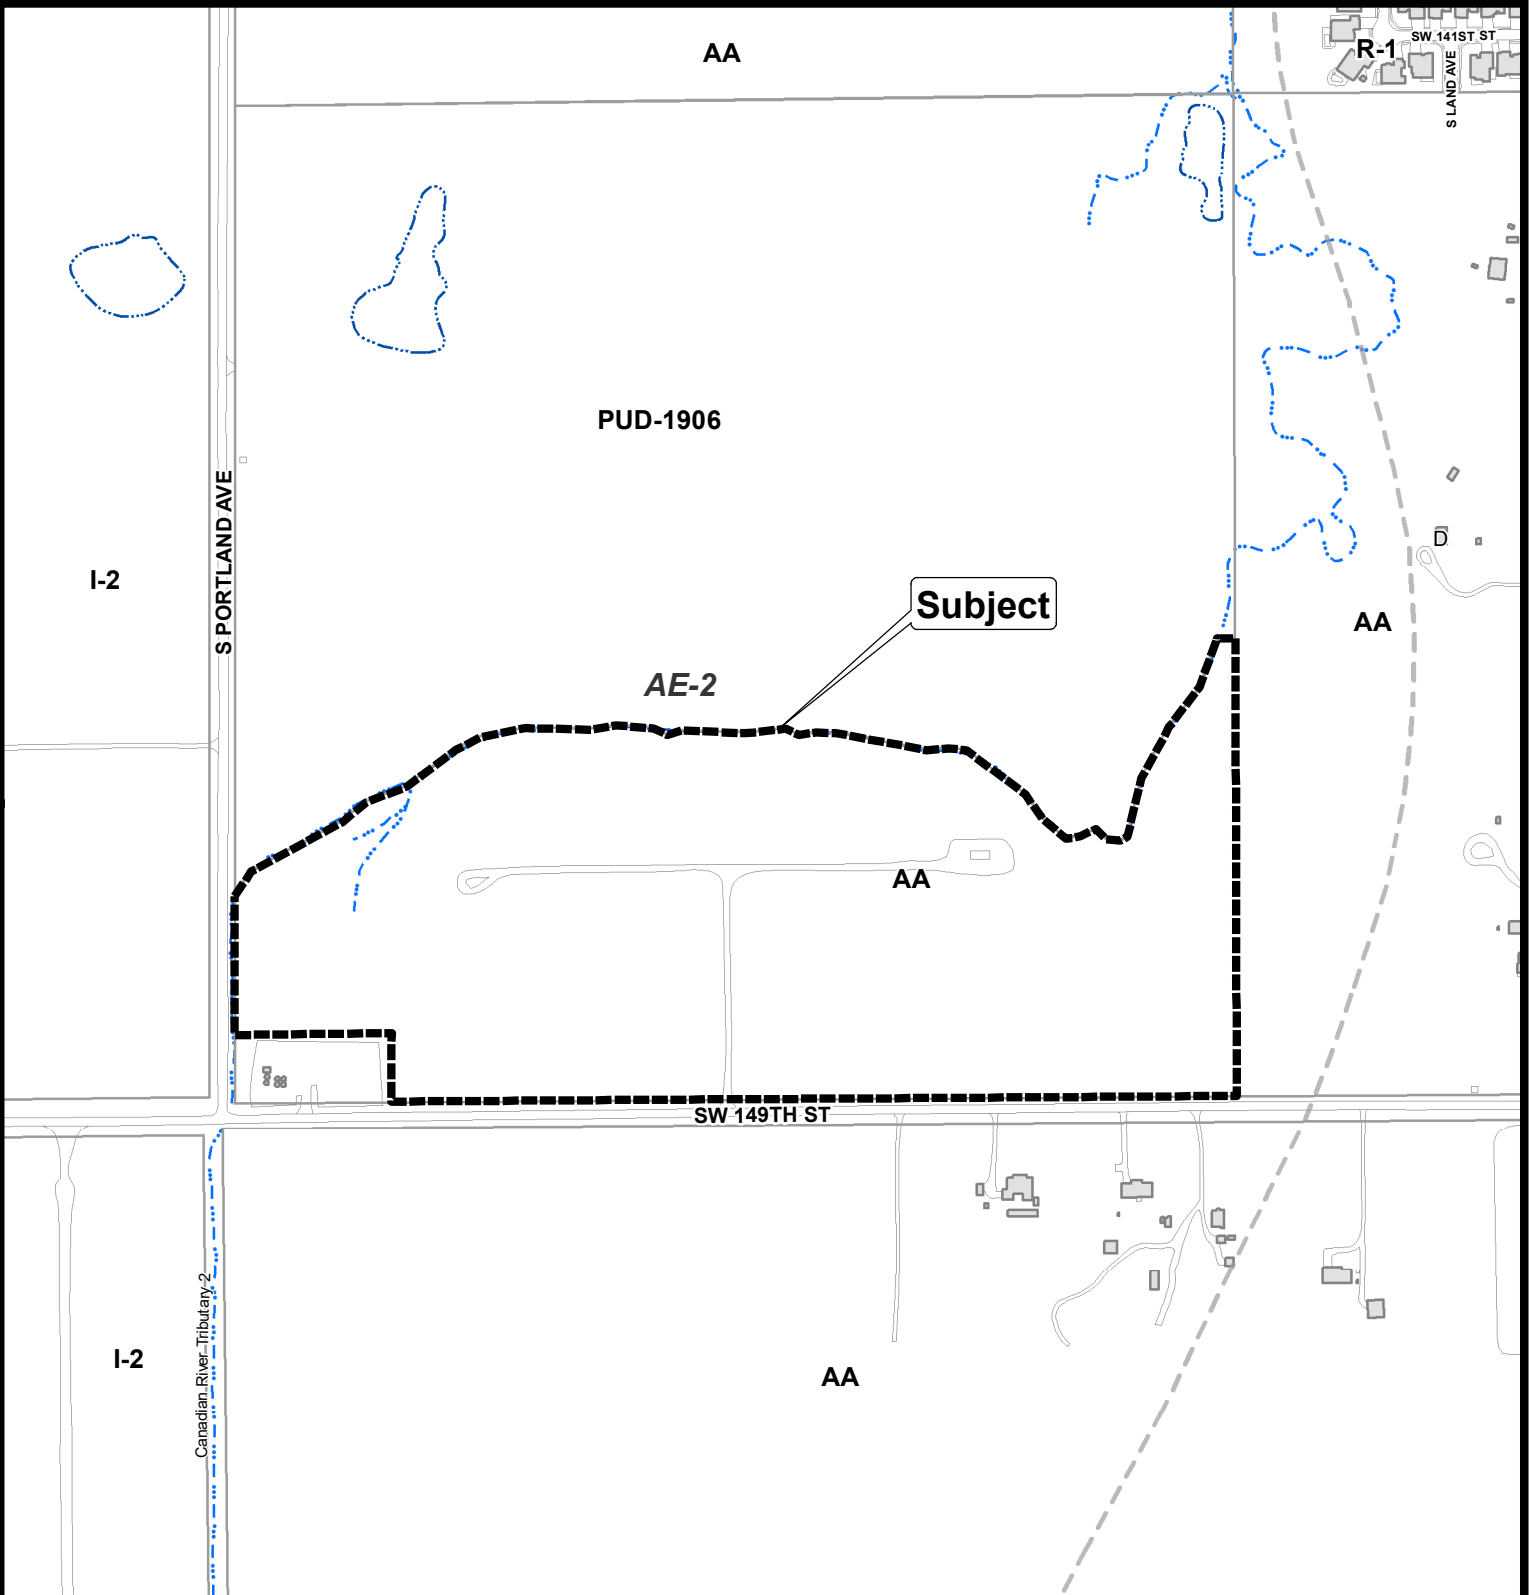 AA
R-1
SW 141ST ST
S LAND AVE
PUD-1906
S PORTLAND AVE
D
I-2
Subject
AA
AE-2
AA
SW 149TH ST
Canadian River Tributary 2
I-2
AA